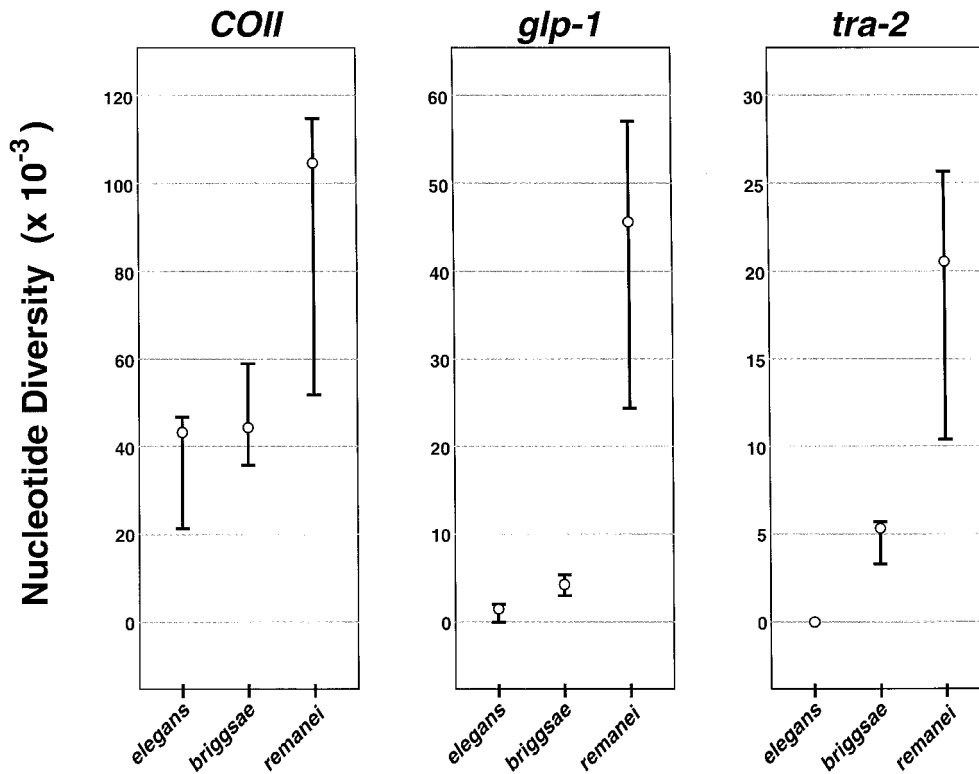 COII
glp-1
tra-2
Nucleotide Diversity (x 10⁻³)
120
100
80
60
40
20
0
elegans
briggsae
remanei
60
50
40
30
20
10
0
elegans
briggsae
remanei
30
25
20
15
10
5
0
elegans
briggsae
remanei